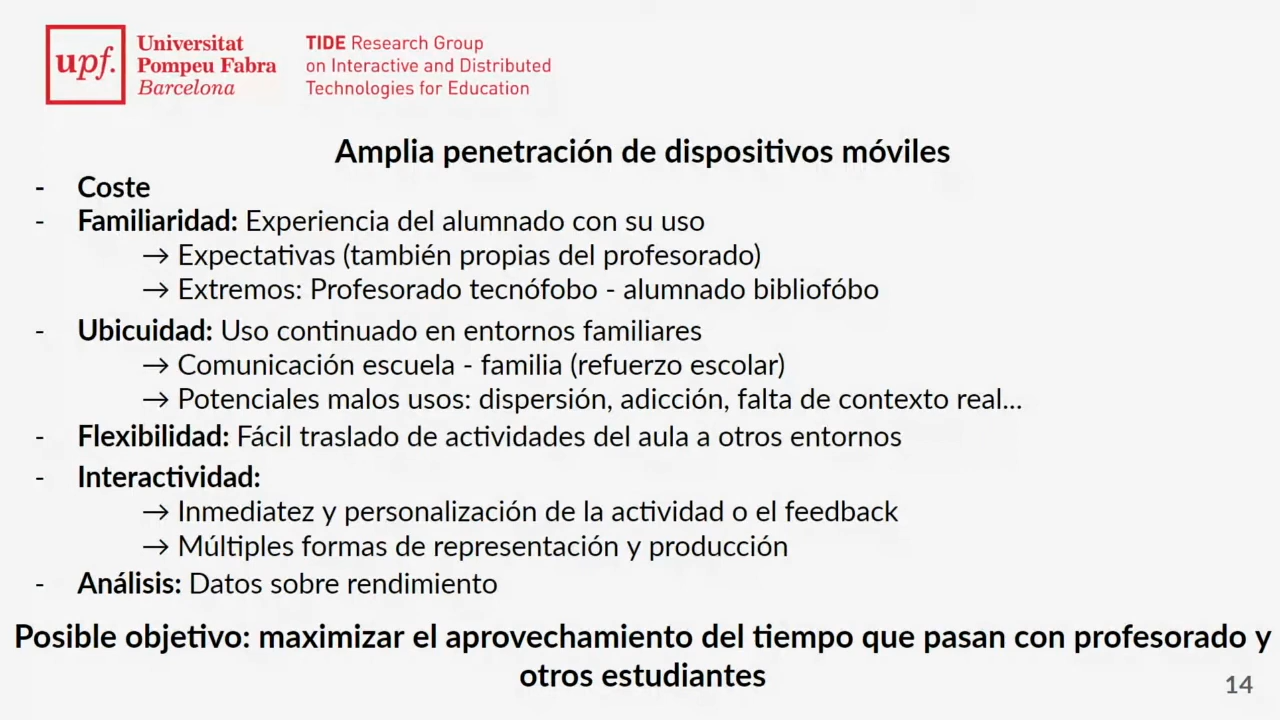 upf.
Universitat
Pompeu Fabra
Barcelona
TIDE Research Group
on Interactive and Distributed
Technologies for Education
Amplia penetración de dispositivos móviles
- Coste
- Familiaridad: Experiencia del alumnado con su uso
→ Expectativas (también propias del profesorado)
→ Extremos: Profesorado tecnófobo - alumnado bibliofóbo
- Ubicuidad: Uso continuado en entornos familiares
→ Comunicación escuela - familia (refuerzo escolar)
→ Potenciales malos usos: dispersión, adicción, falta de contexto real...
- Flexibilidad: Fácil traslado de actividades del aula a otros entornos
- Interactividad:
→ Inmediatez y personalización de la actividad o el feedback
→ Múltiples formas de representación y producción
- Análisis: Datos sobre rendimiento
Posible objetivo: maximizar el aprovechamiento del tiempo que pasan con profesorado y
otros estudiantes
14